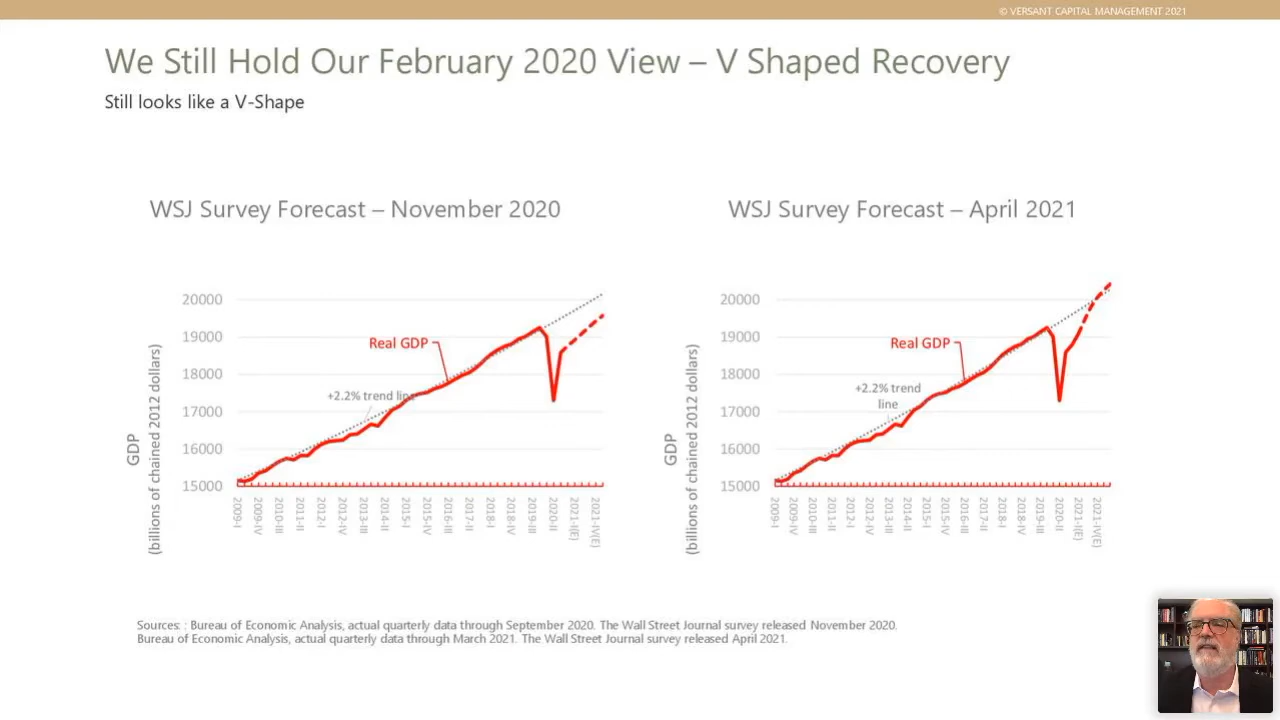 © VERSANT CAPITAL MANAGEMENT 2021
We Still Hold Our February 2020 View – V Shaped Recovery
Still looks like a V-Shape
WSJ Survey Forecast – November 2020
GDP
(billions of chained 2012 dollars)
20000
19000
18000
17000
16000
15000
Real GDP
+2.2% trend line
2009-I
2009-IV
2010-III
2011-II
2012-I
2012-IV
2013-III
2014-II
2015-I
2015-IV
2016-III
2017-II
2018-I
2018-IV
2019-III
2020-II
2021-I(E)
2021-IV(E)
WSJ Survey Forecast – April 2021
GDP
(billions of chained 2012 dollars)
20000
19000
18000
17000
16000
15000
Real GDP
+2.2% trend
line
2009-I
2009-IV
2010-III
2011-II
2012-I
2012-IV
2013-III
2014-II
2015-I
2015-IV
2016-III
2017-II
2018-I
2018-IV
2019-III
2020-II
2021-I(E)
2021-IV(E)
Sources: : Bureau of Economic Analysis, actual quarterly data through September 2020. The Wall Street Journal survey released November 2020.
Bureau of Economic Analysis, actual quarterly data through March 2021. The Wall Street Journal survey released April 2021.